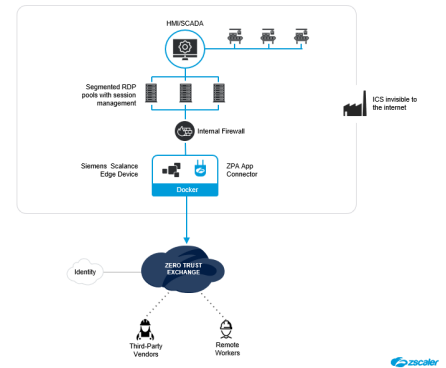 HMI/SCADA
Segmented RDP
pools with session
management
ICS invisible to
the internet
Internal Firewall
Siemens Scalance
Edge Device
ZPA App
Connector
Docker
Identity
ZERO TRUST
EXCHANGE
Third-Party
Vendors
Remote
Workers
zscaler